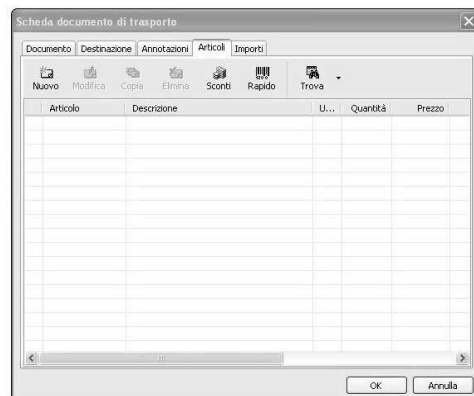 Scheda documento di trasporto
Documento Destinazione Annotazioni Articoli Importi
Nuovo Modifica Copia Elimina Sconti Rapido Trova
Articolo Descrizione U... Quantità Prezzo
OK Annulla